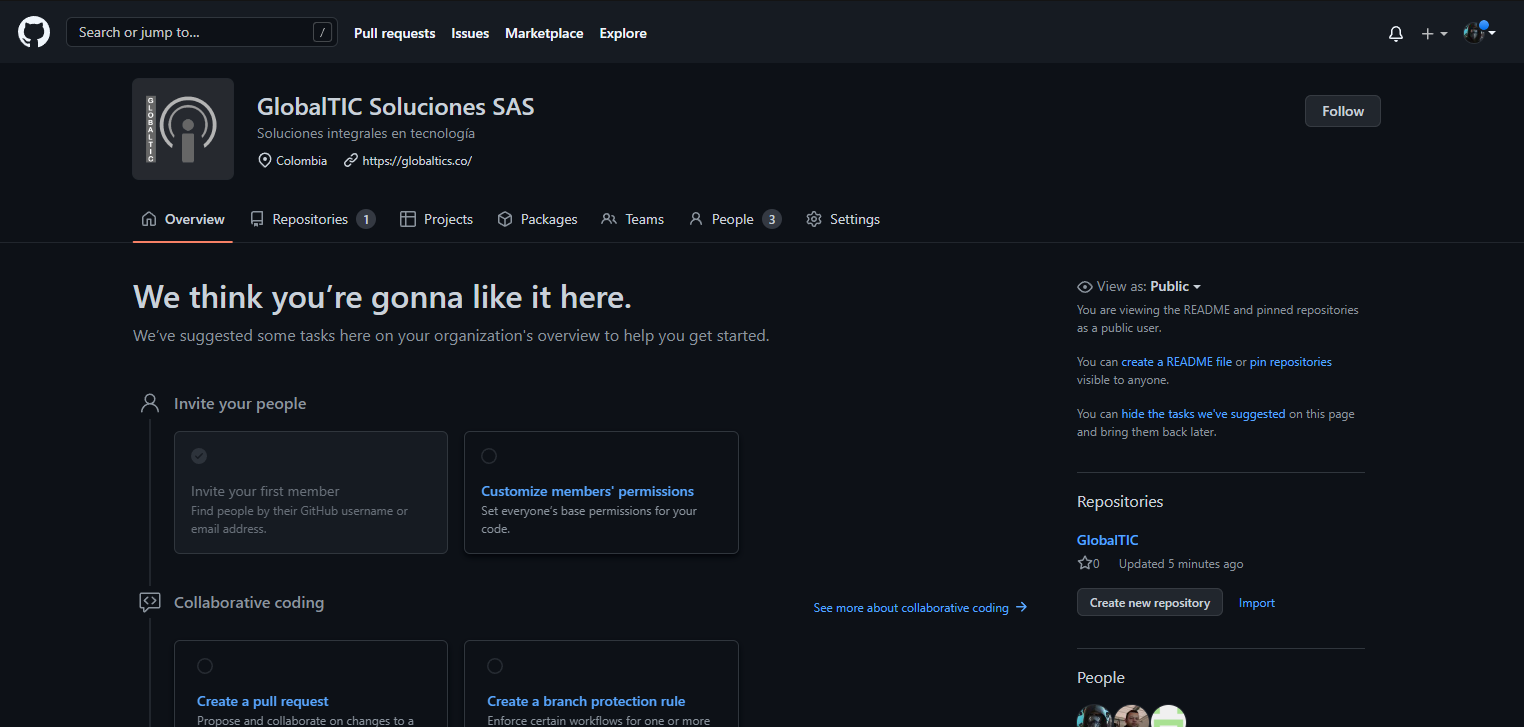 Search or jump to...
/
Pull requests
Issues
Marketplace
Explore
GLOBALTIC
GlobalTIC Soluciones SAS
Soluciones integrales en tecnología
Colombia
https://globaltics.co/
Follow
Overview
Repositories 1
Projects
Packages
Teams
People 3
Settings
We think you’re gonna like it here.
We’ve suggested some tasks here on your organization's overview to help you get started.
Invite your people
Invite your first member
Find people by their GitHub username or
email address.
Customize members' permissions
Set everyone’s base permissions for your
code.
Collaborative coding
See more about collaborative coding
Create a pull request
Propose and collaborate on changes to a
Create a branch protection rule
Enforce certain workflows for one or more
View as: Public
You are viewing the README and pinned repositories
as a public user.
You can create a README file or pin repositories
visible to anyone.
You can hide the tasks we've suggested on this page
and bring them back later.
Repositories
GlobalTIC
0
Updated 5 minutes ago
Create new repository
Import
People